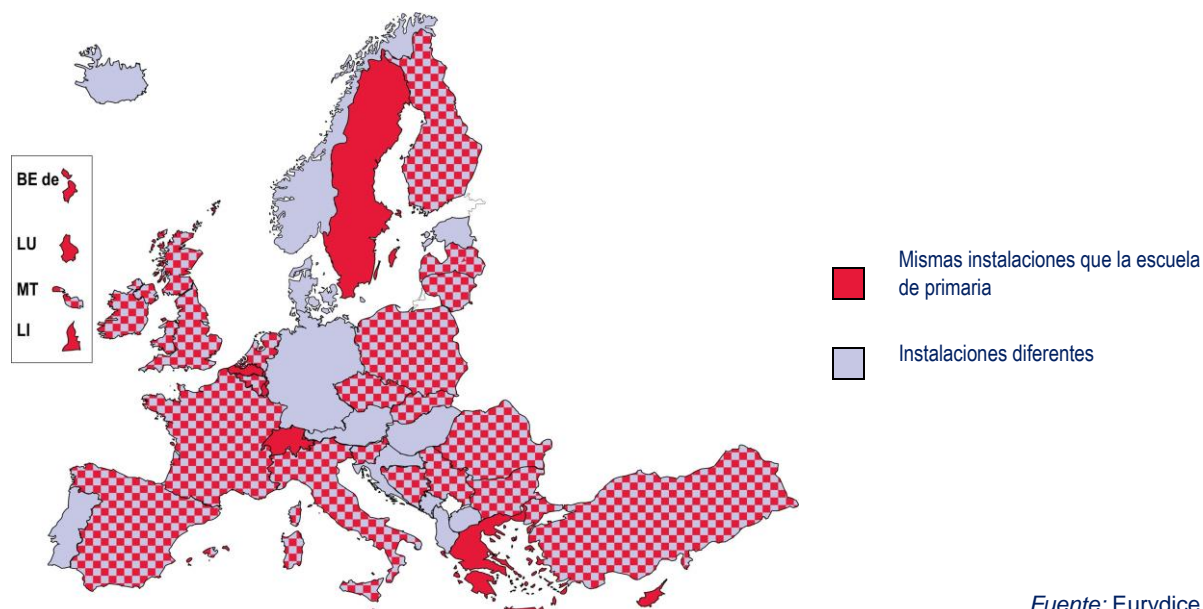 BE de
LU
MT
LI
Mismas instalaciones que la escuela
de primaria
Instalaciones diferentes
Fuente: Eurydice